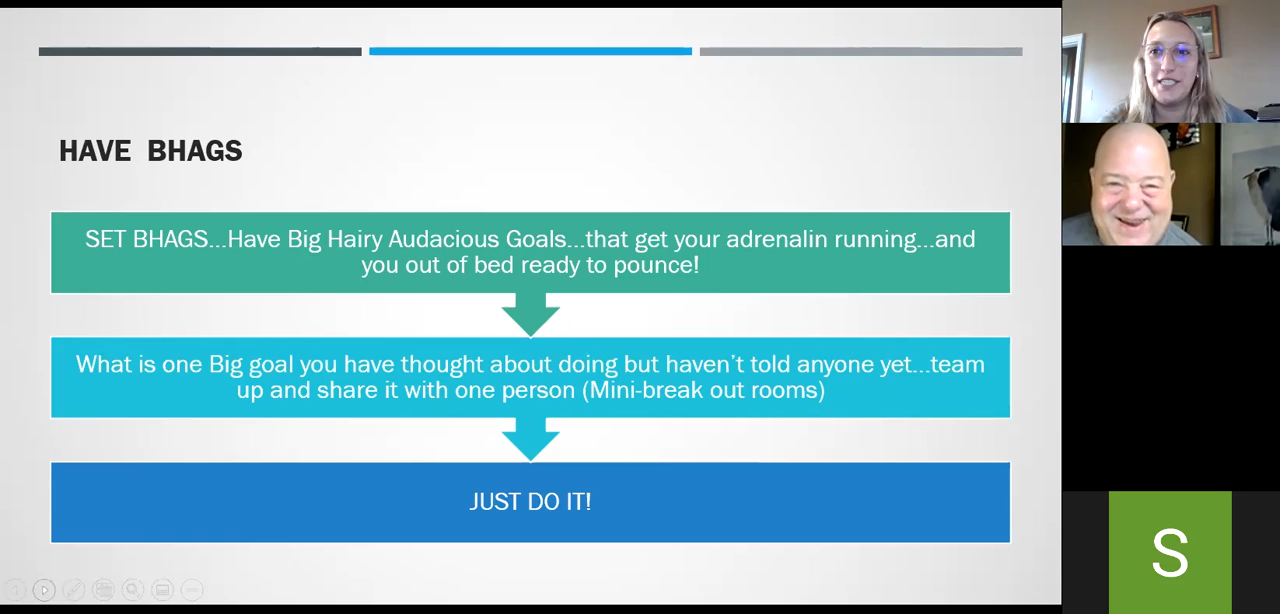 HAVE BHAGS
SET BHAGS...Have Big Hairy Audacious Goals...that get your adrenalin running...and
you out of bed ready to pounce!
What is one Big goal you have thought about doing but haven’t told anyone yet...team
up and share it with one person (Mini-break out rooms)
JUST DO IT!
S